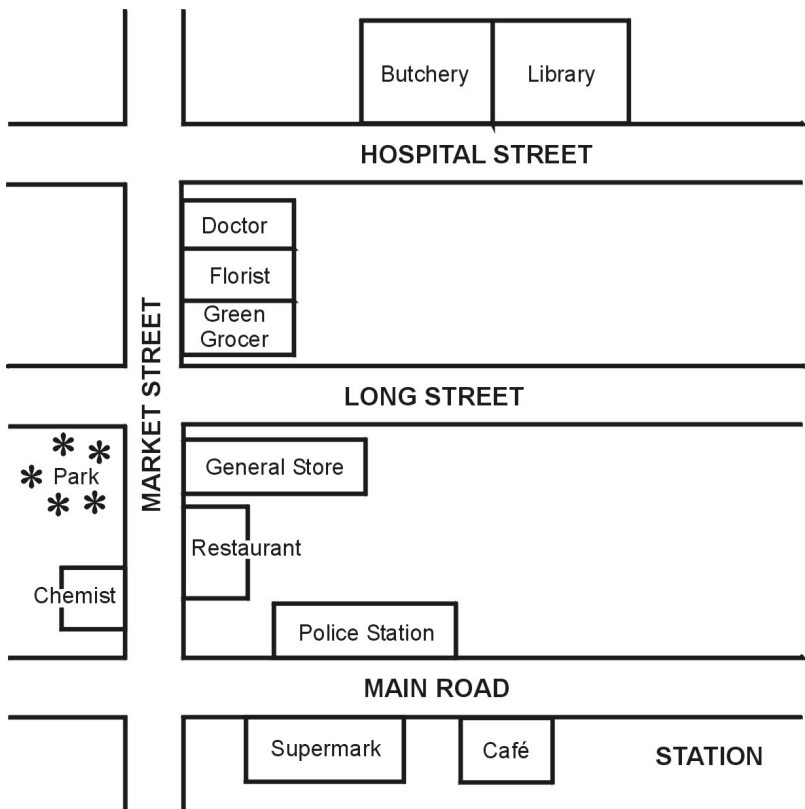 Butchery
Library
HOSPITAL STREET
Doctor
Florist
Green
Grocer
MARKET STREET
LONG STREET
Park
General Store
Restaurant
Chemist
Police Station
MAIN ROAD
Supermark
Café
STATION